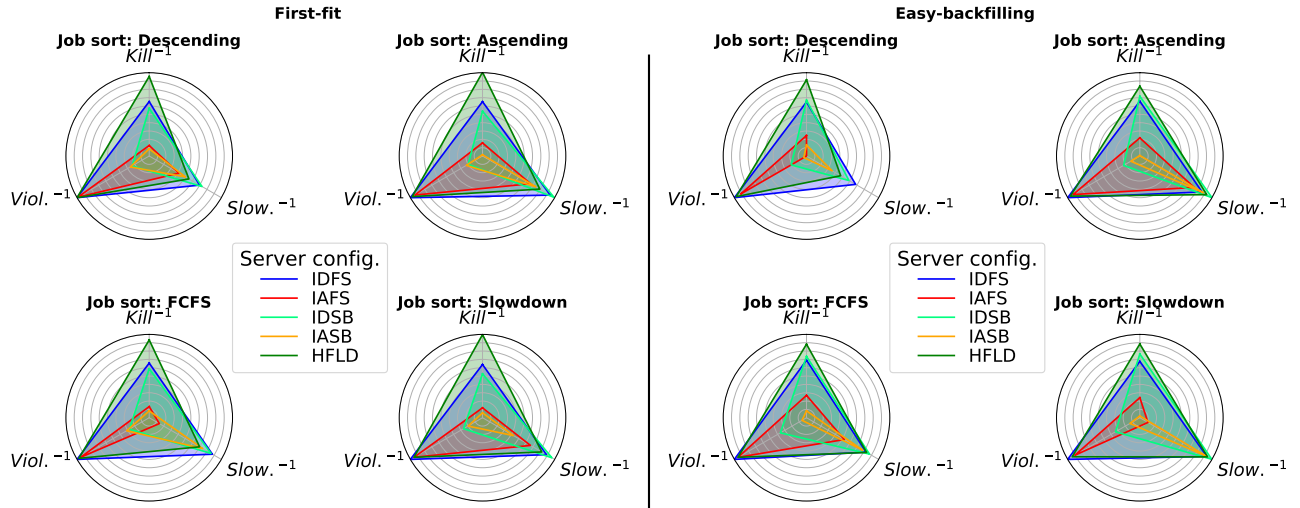 First-fit
Easy-backfilling
Job sort: Descending
Job sort: Ascending
Job sort: Descending
Job sort: Ascending
Kill⁻¹
Kill⁻¹
Kill⁻¹
Kill⁻¹
Viol.⁻¹
Slow.⁻¹
Viol.⁻¹
Slow.⁻¹
Viol.⁻¹
Slow.⁻¹
Viol.⁻¹
Slow.⁻¹
Server config.
IDFS
IAFS
IDSB
IASB
HFLD
Server config.
IDFS
IAFS
IDSB
IASB
HFLD
Job sort: FCFS
Job sort: Slowdown
Job sort: FCFS
Job sort: Slowdown
Kill⁻¹
Kill⁻¹
Kill⁻¹
Kill⁻¹
Viol.⁻¹
Slow.⁻¹
Viol.⁻¹
Slow.⁻¹
Viol.⁻¹
Slow.⁻¹
Viol.⁻¹
Slow.⁻¹